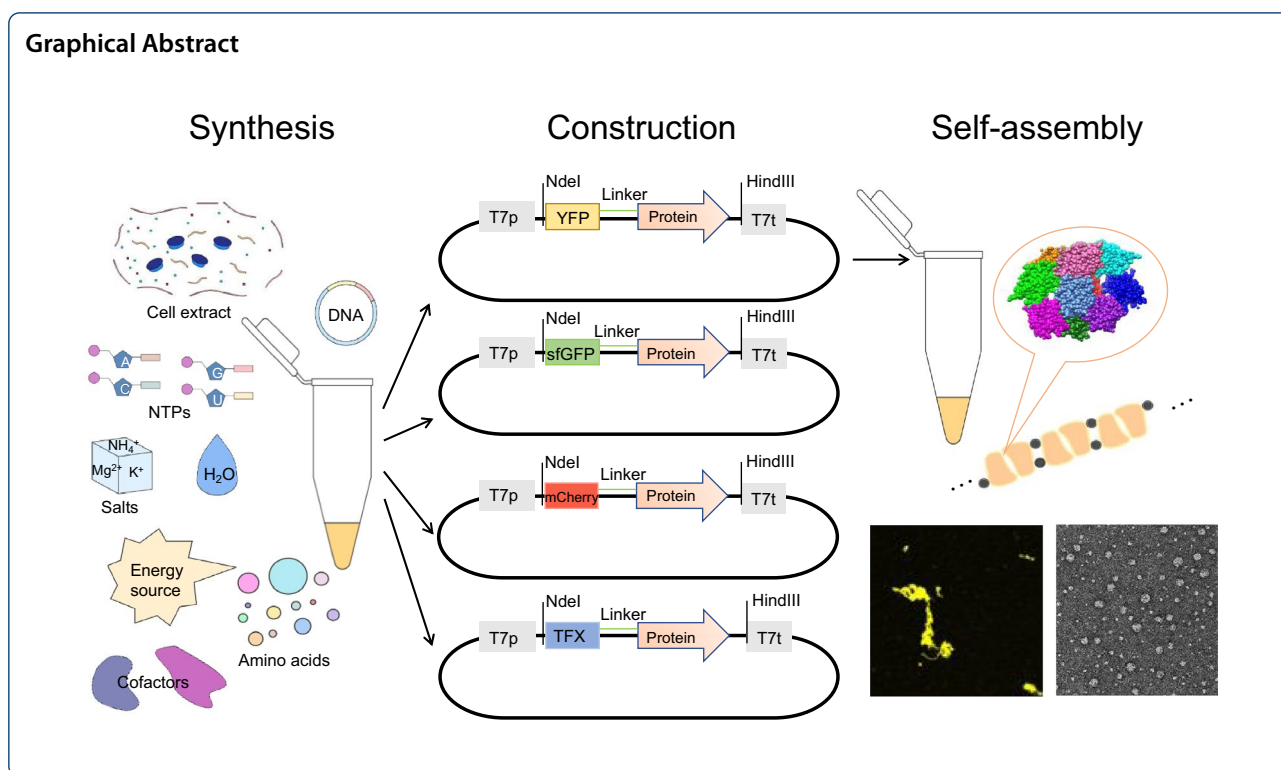 Graphical Abstract
Synthesis
Construction
Self-assembly
Cell extract
DNA
A
G
C
U
NTPs
NH₄⁺
Mg²⁺ K⁺
Salts
H₂O
Energy
source
Amino acids
Cofactors
NdeI
HindIII
Linker
T7p
YFP
Protein
T7t
NdeI
HindIII
Linker
T7p
sfGFP
Protein
T7t
NdeI
HindIII
Linker
T7p
mCherry
Protein
T7t
NdeI
HindIII
Linker
T7p
TFX
Protein
T7t